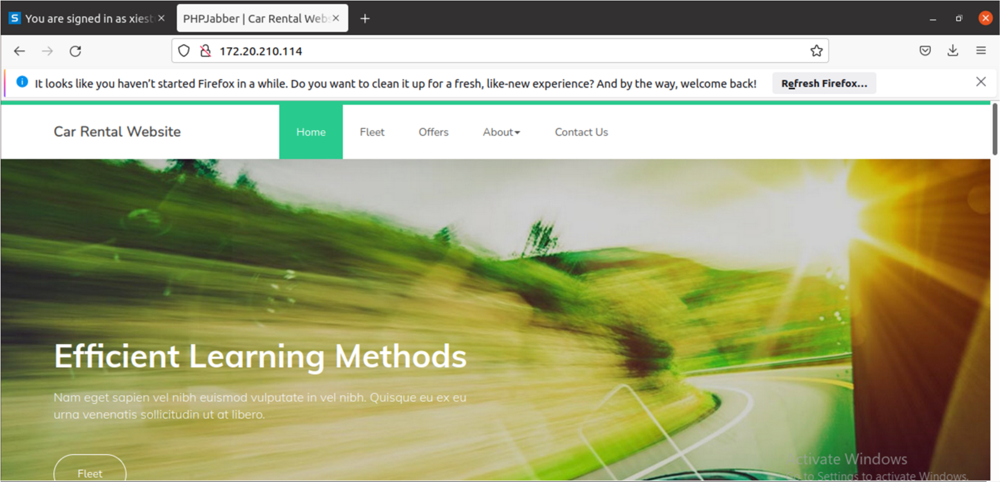 S You are signed in as xiest
PHPJabber | Car Rental Webs
172.20.210.114
It looks like you haven't started Firefox in a while. Do you want to clean it up for a fresh, like-new experience? And by the way, welcome back!
Refresh Firefox...
Car Rental Website
Home
Fleet
Offers
About
Contact Us
Efficient Learning Methods
Nam eget sapien vel nibh euismod vulputate in vel nibh. Quisque eu ex eu
urna venenatis sollicitudin ut at libero.
Fleet
Activate Windows
to Settings to activate Windows.